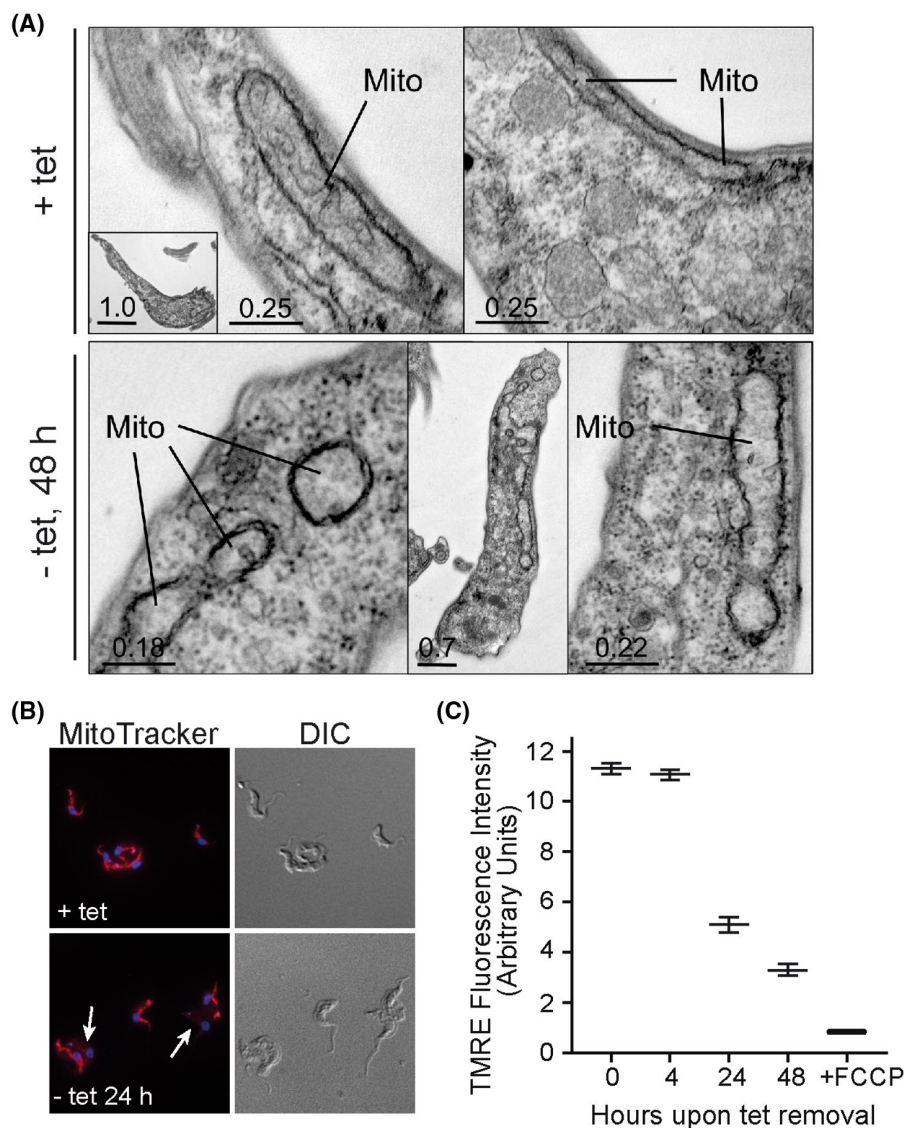 (A)
+ tet
Mito
1.0
0.25
Mito
0.25
- tet, 48 h
Mito
0.18
0.7
Mito
0.22
(B)
MitoTracker
DIC
+ tet
- tet 24 h
(C)
TMRE Fluorescence Intensity
(Arbitrary Units)
12
10
8
6
4
2
0
0 4 24 48 +FCCP
Hours upon tet removal